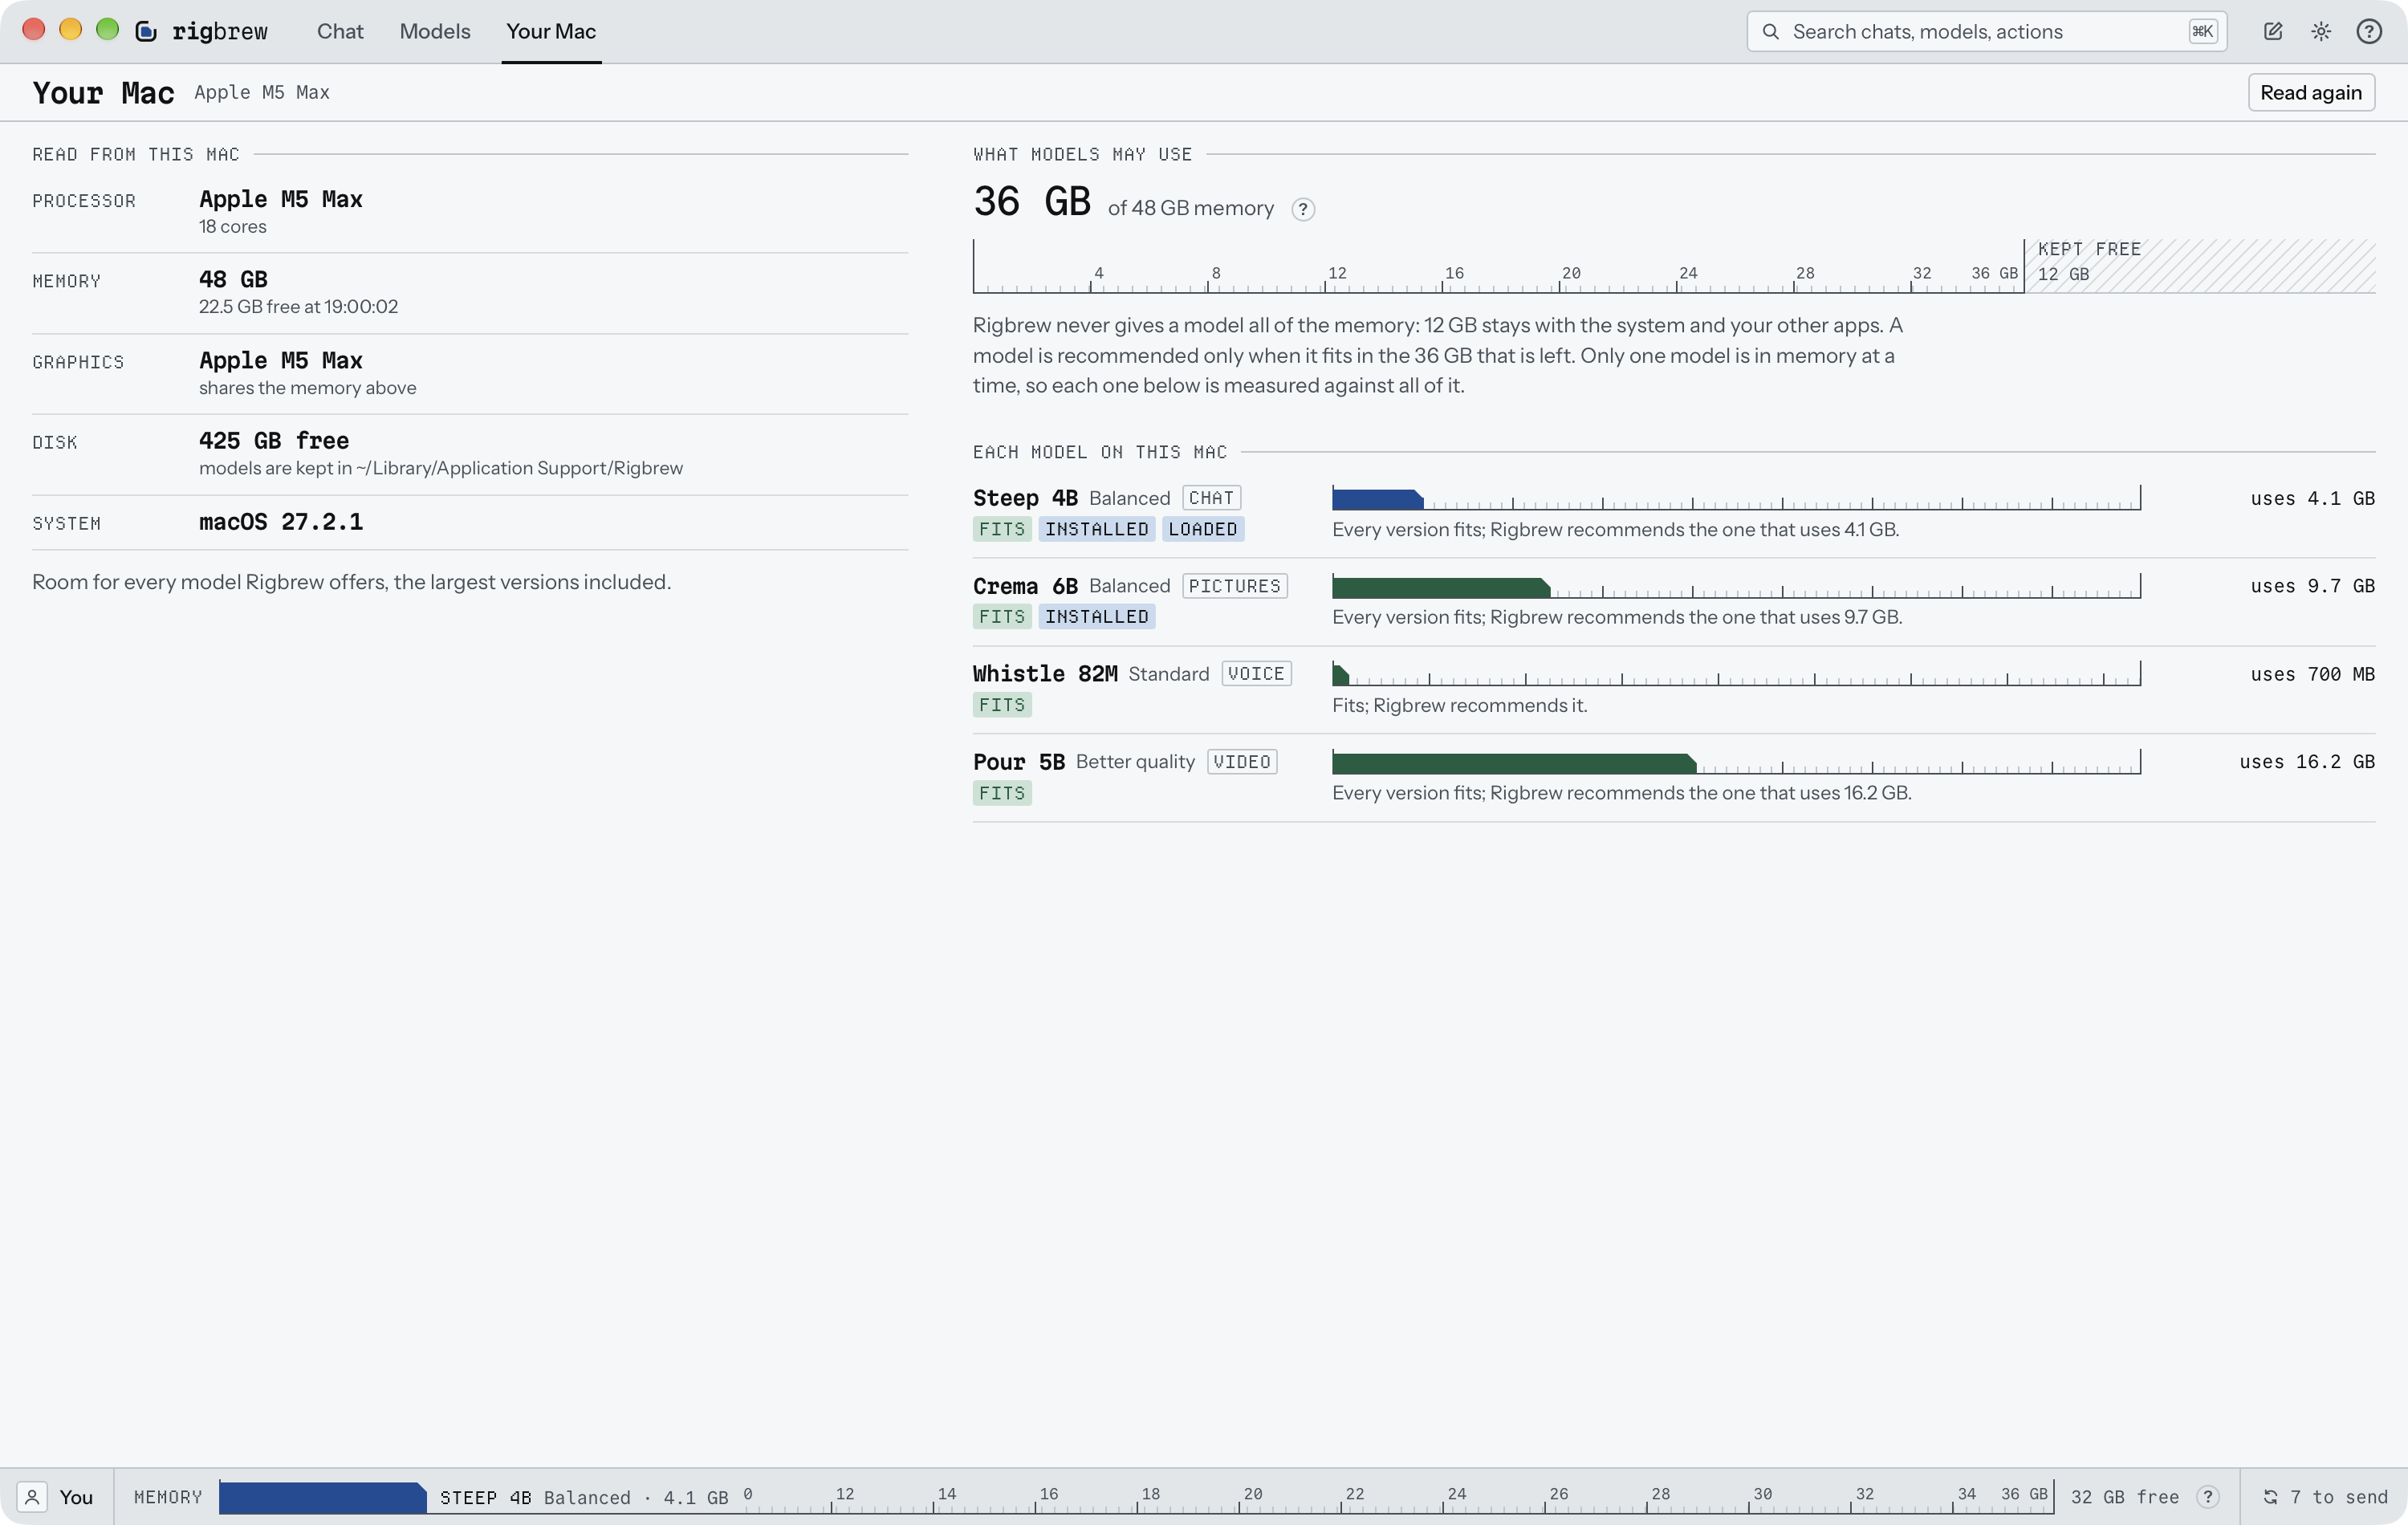 rigbrew
Chat
Models
Your Mac
Search chats, models, actions
⌘K
?
Your Mac
Apple M5 Max
Read again
READ FROM THIS MAC
PROCESSOR
Apple M5 Max
18 cores
MEMORY
48 GB
22.5 GB free at 19:00:02
GRAPHICS
Apple M5 Max
shares the memory above
DISK
425 GB free
models are kept in ~/Library/Application Support/Rigbrew
SYSTEM
macOS 27.2.1
Room for every model Rigbrew offers, the largest versions included.
WHAT MODELS MAY USE
36 GB of 48 GB memory ?
4 8 12 16 20 24 28 32 36 GB
KEPT FREE
12 GB
Rigbrew never gives a model all of the memory: 12 GB stays with the system and your other apps. A
model is recommended only when it fits in the 36 GB that is left. Only one model is in memory at a
time, so each one below is measured against all of it.
EACH MODEL ON THIS MAC
Steep 4B Balanced CHAT
FITS INSTALLED LOADED
Every version fits; Rigbrew recommends the one that uses 4.1 GB.
uses 4.1 GB
Crema 6B Balanced PICTURES
FITS INSTALLED
Every version fits; Rigbrew recommends the one that uses 9.7 GB.
uses 9.7 GB
Whistle 82M Standard VOICE
FITS
Fits; Rigbrew recommends it.
uses 700 MB
Pour 5B Better quality VIDEO
FITS
Every version fits; Rigbrew recommends the one that uses 16.2 GB.
uses 16.2 GB
You
MEMORY
STEEP 4B Balanced · 4.1 GB
0 12 14 16 18 20 22 24 26 28 30 32 34 36 GB
32 GB free ?
7 to send